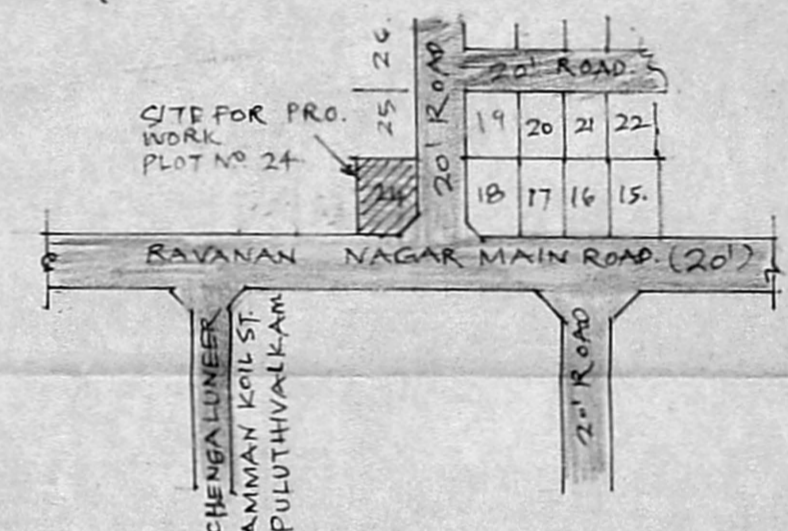 26
25
20' ROAD
20' ROAD.
SITE FOR PRO.
WORK
PLOT Nº 24
19 20 21 22
24
18 17 16 15.
RAVANAN NAGAR MAIN ROAD. (20')
CHENGALUNEER
AMMAN KOIL ST.
PULUTHIVALKAM
20' ROAD